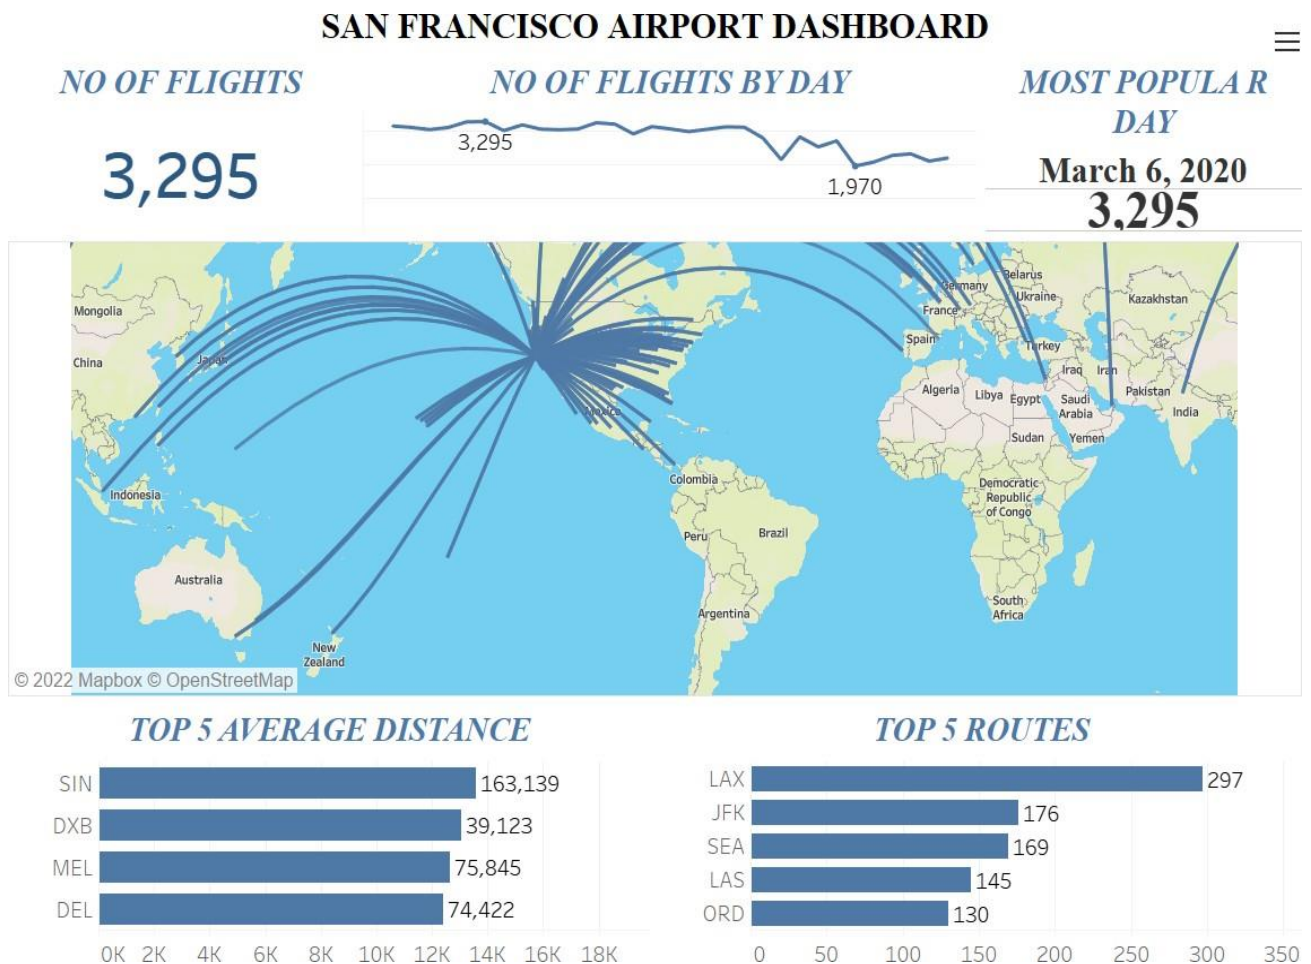 SAN FRANCISCO AIRPORT DASHBOARD
NO OF FLIGHTS
3,295
NO OF FLIGHTS BY DAY
3,295
1,970
MOST POPULA R
DAY
March 6, 2020
3,295
Mongolia
China
Japan
Indonesia
Australia
New
Zealand
Mexico
Colombia
Peru
Brazil
Argentina
Belarus
Germany
Ukraine
France
Spain
Turkey
Kazakhstan
Iraq
Iran
Algeria
Libya
Egypt
Saudi
Arabia
Pakistan
India
Sudan
Yemen
Democratic
Republic
of Congo
South
Africa
© 2022 Mapbox © OpenStreetMap
TOP 5 AVERAGE DISTANCE
SIN 163,139
DXB 39,123
MEL 75,845
DEL 74,422
0K 2K 4K 6K 8K 10K 12K 14K 16K 18K
TOP 5 ROUTES
LAX 297
JFK 176
SEA 169
LAS 145
ORD 130
0 50 100 150 200 250 300 350